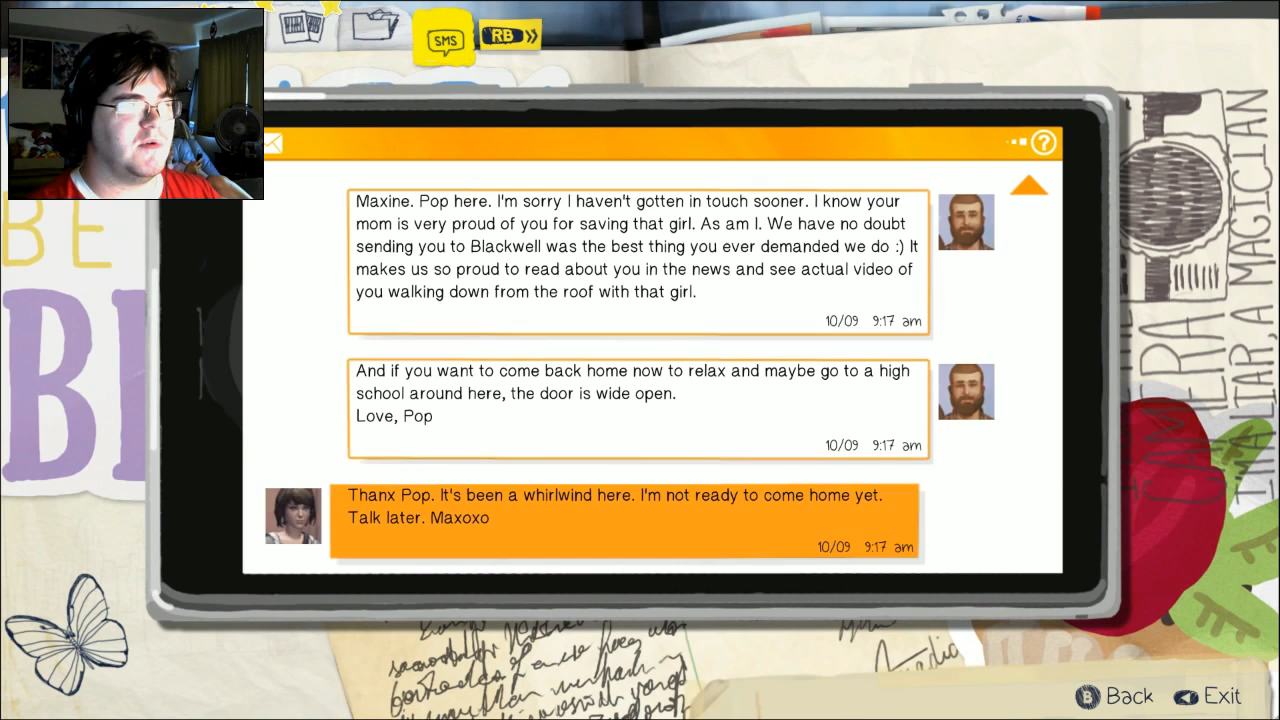 SMS
RB
Maxine. Pop here. I'm sorry I haven't gotten in touch sooner. I know your
mom is very proud of you for saving that girl. As am I. We have no doubt
sending you to Blackwell was the best thing you ever demanded we do :) It
makes us so proud to read about you in the news and see actual video of
you walking down from the roof with that girl.
10/09 9:17 am
And if you want to come back home now to relax and maybe go to a high
school around here, the door is wide open.
Love, Pop
10/09 9:17 am
Thanx Pop. It's been a whirlwind here. I'm not ready to come home yet.
Talk later. Maxoxo
10/09 9:17 am
BE
CAMERA
LIAR, A MAGICIAN
B Back
Exit